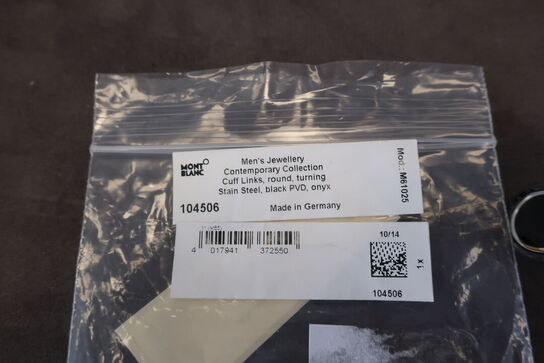 MONT
BLANC
Men's Jewellery
Contemporary Collection
Cuff Links, round, turning
Stain Steel, black PVD, onyx
104506
Made in Germany
Mod.: M61025
10/14
4 017941 372550
1x
104506